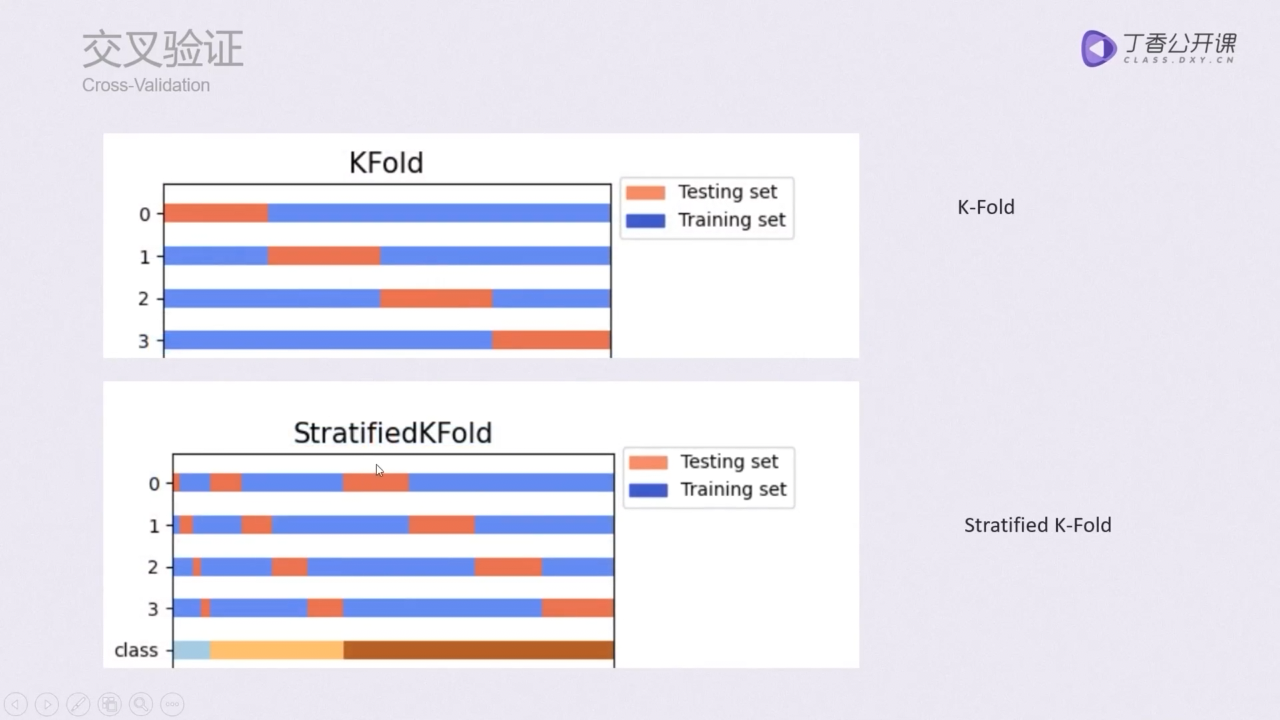 交叉验证
Cross-Validation
丁香公开课
CLASS.DXY.CN
KFold
Testing set
Training set
0
1
2
3
K-Fold
StratifiedKFold
Testing set
Training set
0
1
2
3
class
Stratified K-Fold